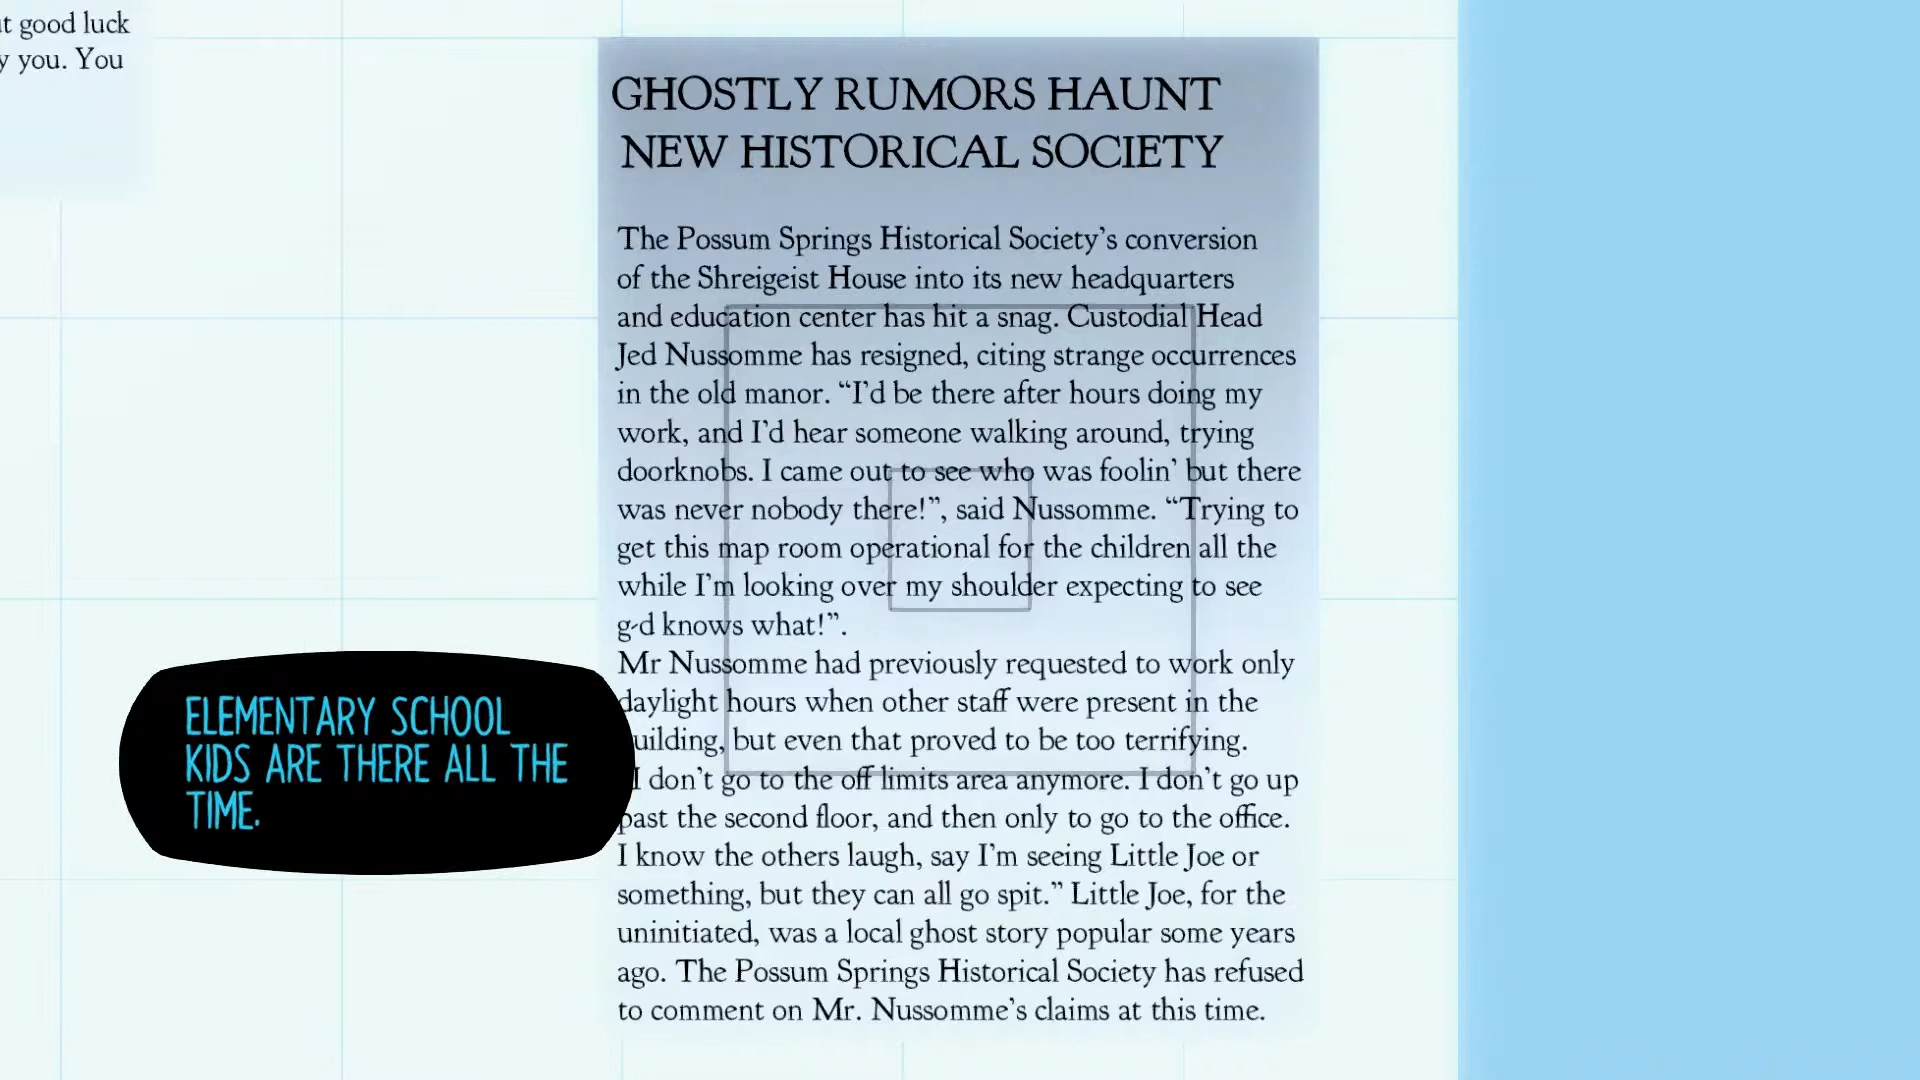 t good luck
y you. You
GHOSTLY RUMORS HAUNT
NEW HISTORICAL SOCIETY
The Possum Springs Historical Society’s conversion
of the Shreigeist House into its new headquarters
and education center has hit a snag. Custodial Head
Jed Nussomme has resigned, citing strange occurrences
in the old manor. “I’d be there after hours doing my
work, and I’d hear someone walking around, trying
doorknobs. I came out to see who was foolin’ but there
was never nobody there!”, said Nussomme. “Trying to
get this map room operational for the children all the
while I’m looking over my shoulder expecting to see
g-d knows what!”.
Mr Nussomme had previously requested to work only
daylight hours when other staff were present in the
uilding, but even that proved to be too terrifying.
I don’t go to the off limits area anymore. I don’t go up
past the second floor, and then only to go to the office.
I know the others laugh, say I’m seeing Little Joe or
something, but they can all go spit.” Little Joe, for the
uninitiated, was a local ghost story popular some years
ago. The Possum Springs Historical Society has refused
to comment on Mr. Nussomme’s claims at this time.
ELEMENTARY SCHOOL
KIDS ARE THERE ALL THE
TIME.